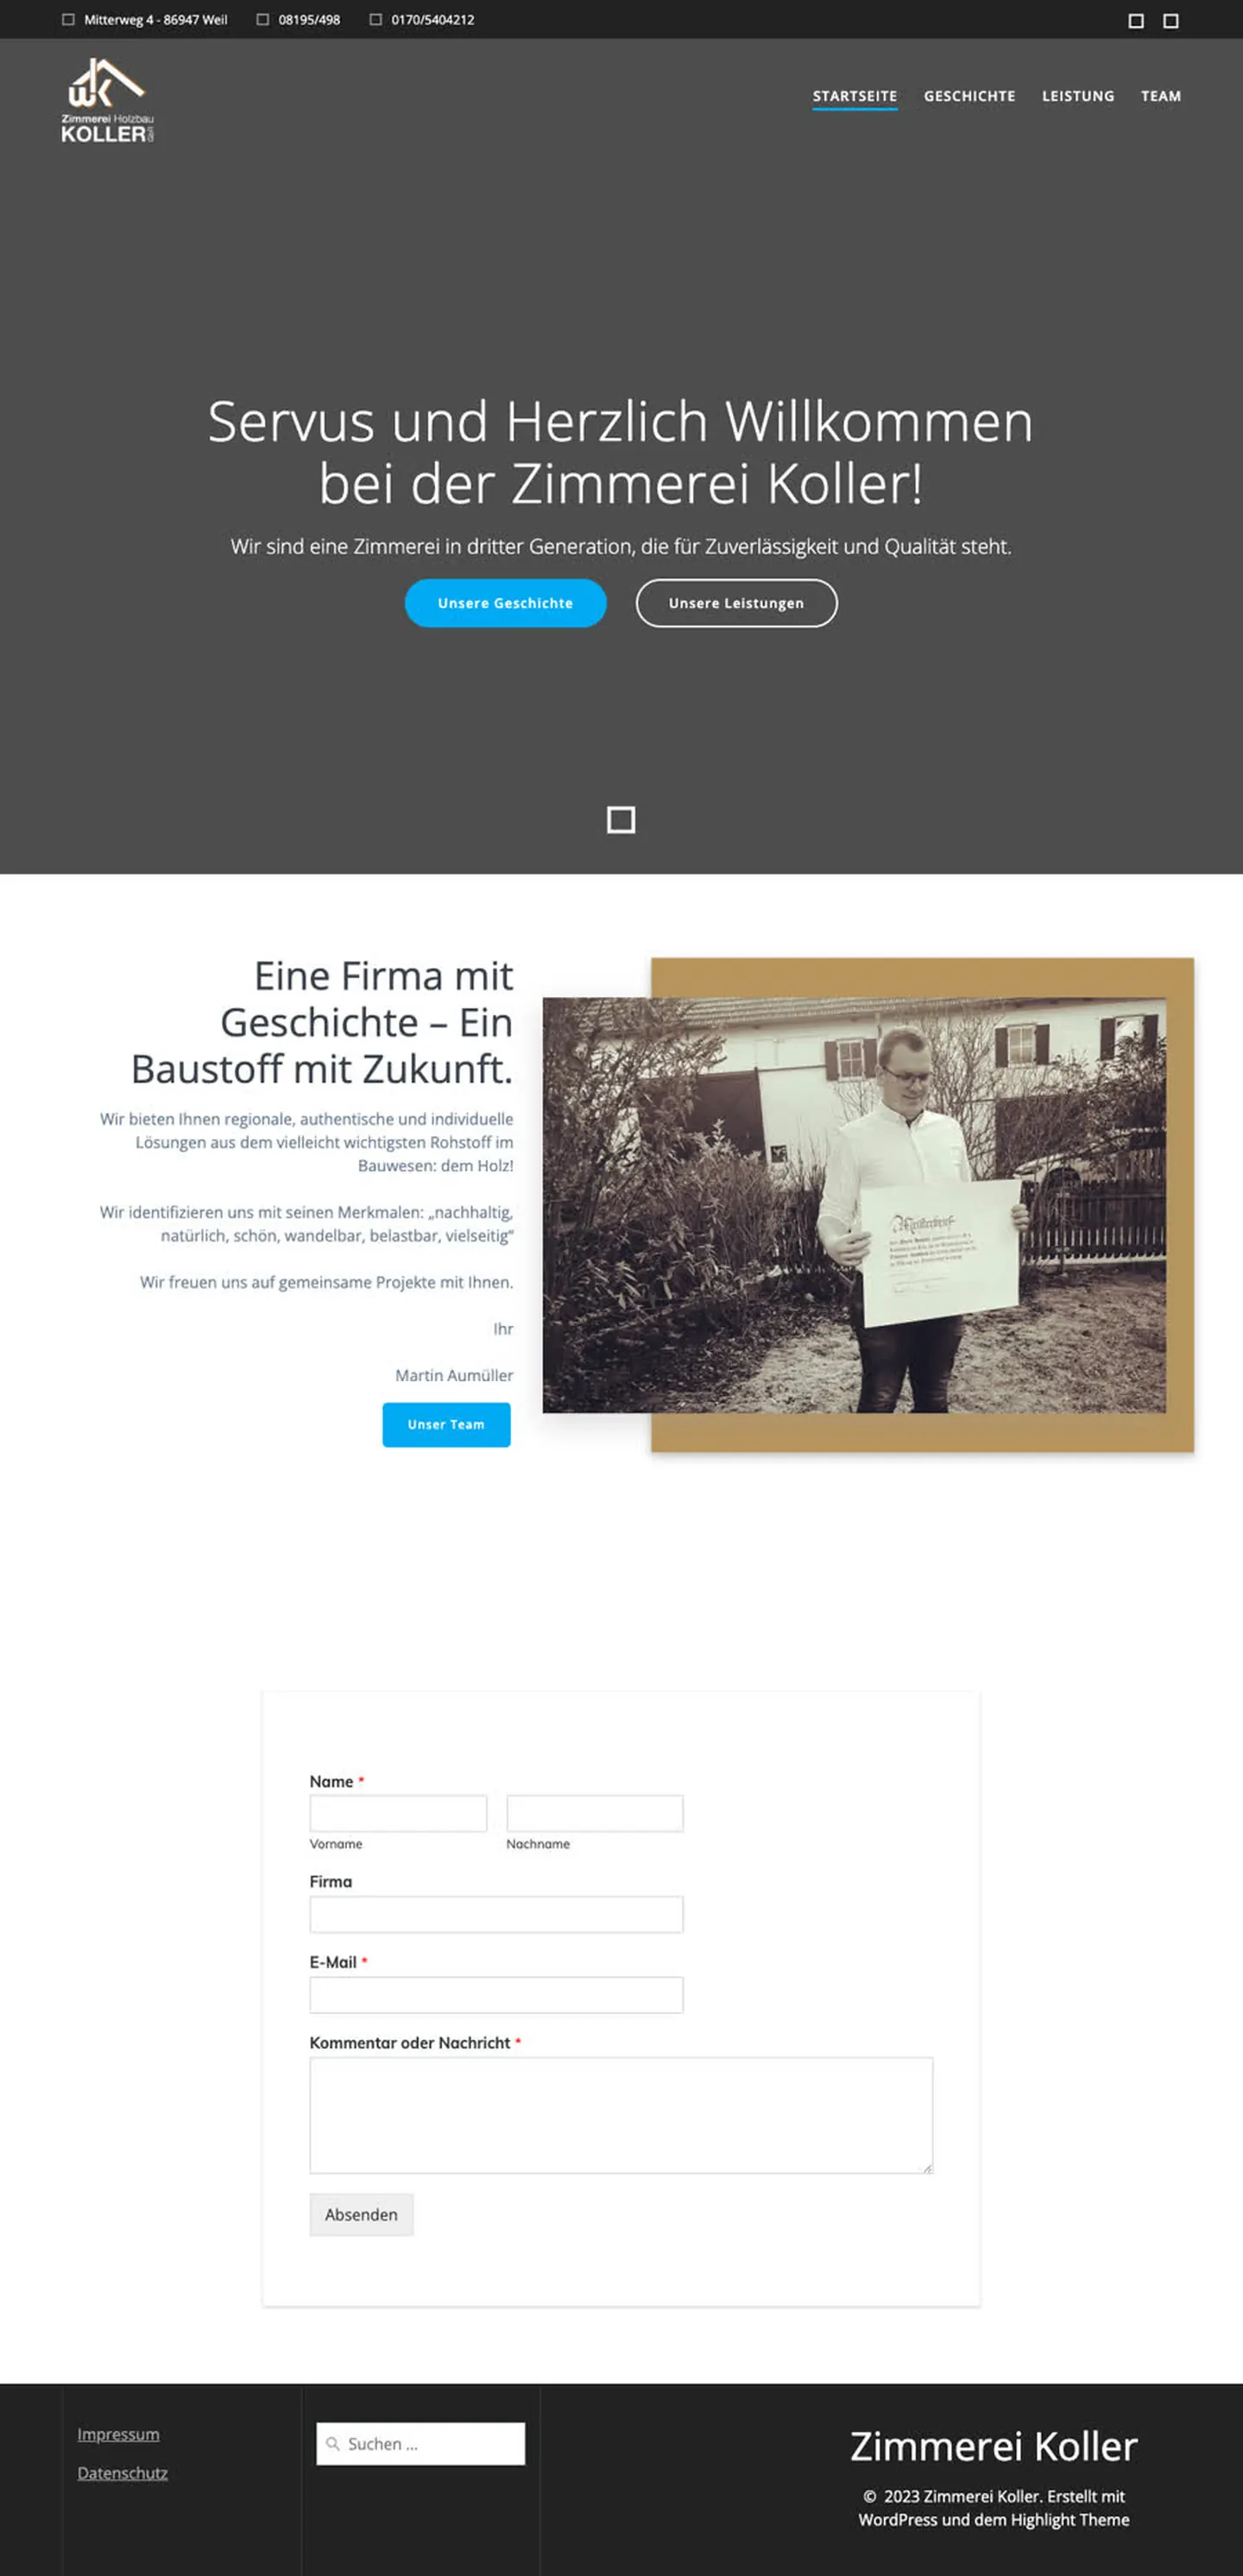 Mitterweg 4 - 86947 Weil
08195/498
0170/5404212
wk
Zimmerei Holzbau
KOLLER
STARTSEITE
GESCHICHTE
LEISTUNG
TEAM
Servus und Herzlich Willkommen
bei der Zimmerei Koller!
Wir sind eine Zimmerei in dritter Generation, die für Zuverlässigkeit und Qualität steht.
Unsere Geschichte
Unsere Leistungen
Eine Firma mit
Geschichte – Ein
Baustoff mit Zukunft.
Wir bieten Ihnen regionale, authentische und individuelle
Lösungen aus dem vielleicht wichtigsten Rohstoff im
Bauwesen: dem Holz!
Wir identifizieren uns mit seinen Merkmalen: „nachhaltig,
natürlich, schön, wandelbar, belastbar, vielseitig“
Wir freuen uns auf gemeinsame Projekte mit Ihnen.
Ihr
Martin Aumüller
Unser Team
Meisterbrief
Name *
Vorname
Nachname
Firma
E-Mail *
Kommentar oder Nachricht *
Absenden
Impressum
Datenschutz
Suchen ...
Zimmerei Koller
© 2023 Zimmerei Koller. Erstellt mit
WordPress und dem Highlight Theme